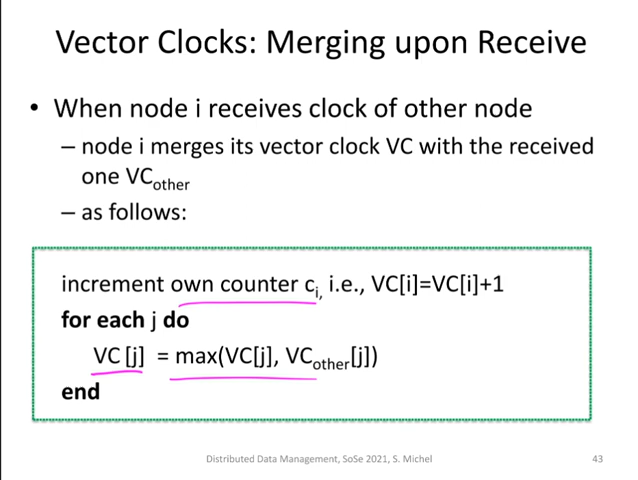 Vector Clocks: Merging upon Receive
• When node i receives clock of other node
– node i merges its vector clock VC with the received
one VCother
– as follows:
increment own counter ci, i.e., VC[i]=VC[i]+1
for each j do
VC [j] = max(VC[j], VCother[j])
end
Distributed Data Management, SoSe 2021, S. Michel
43